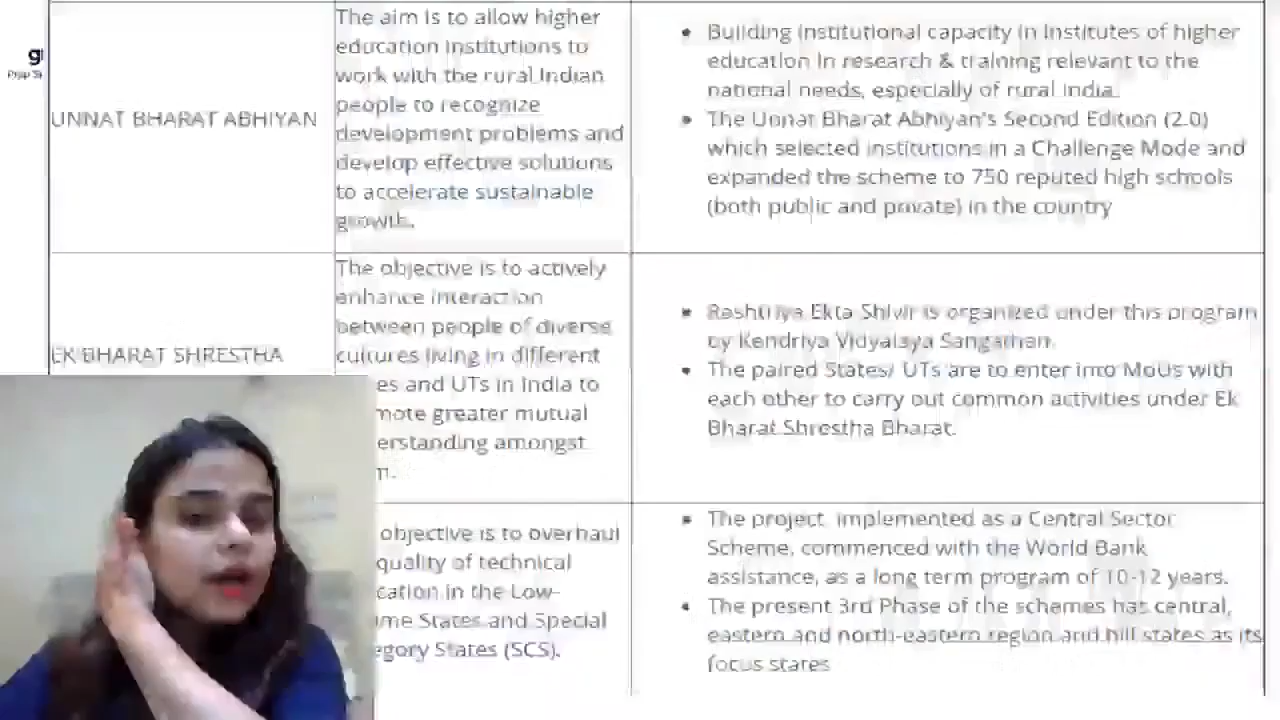 UNNAT BHARAT ABHIYAN
The aim is to allow higher
education institutions to
work with the rural Indian
people to recognize
development problems and
develop effective solutions
to accelerate sustainable
growth.
Building institutional capacity in Institutes of higher
education in research & training relevant to the
national needs, especially of rural India.
The Unnat Bharat Abhiyan's Second Edition (2.0)
which selected institutions in a Challenge Mode and
expanded the scheme to 750 reputed high schools
(both public and private) in the country
EK BHARAT SHRESTHA
The objective is to actively
enhance interaction
between people of diverse
cultures living in different
es and UTs in India to
mote greater mutual
erstanding amongst
m.
Rashtriya Ekta Shivir is organized under this program
by Kendriya Vidyalaya Sangathan.
The paired States/ UTs are to enter into MoUs with
each other to carry out common activities under Ek
Bharat Shrestha Bharat.
objective is to overhaul
quality of technical
cation in the Low-
me States and Special
egory States (SCS).
The project, implemented as a Central Sector
Scheme, commenced with the World Bank
assistance, as a long term program of 10-12 years.
The present 3rd Phase of the schemes has central,
eastern and north-eastern region and hill states as its
focus states